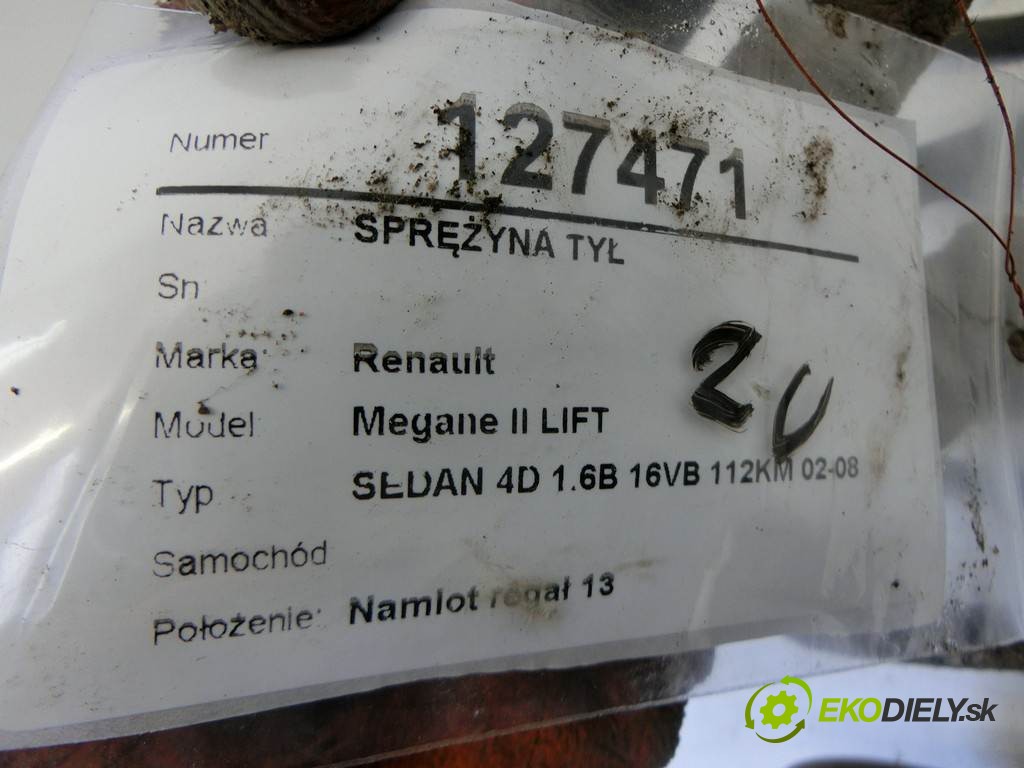 Numer 127471
Nazwa SPRĘŻYNA TYŁ
Sn
Marka Renault
Model Megane II LIFT
20
Typ SEDAN 4D 1.6B 16VB 112KM 02-08
Samochód
Położenie: Namiot regał 13
EKODIELY.sk